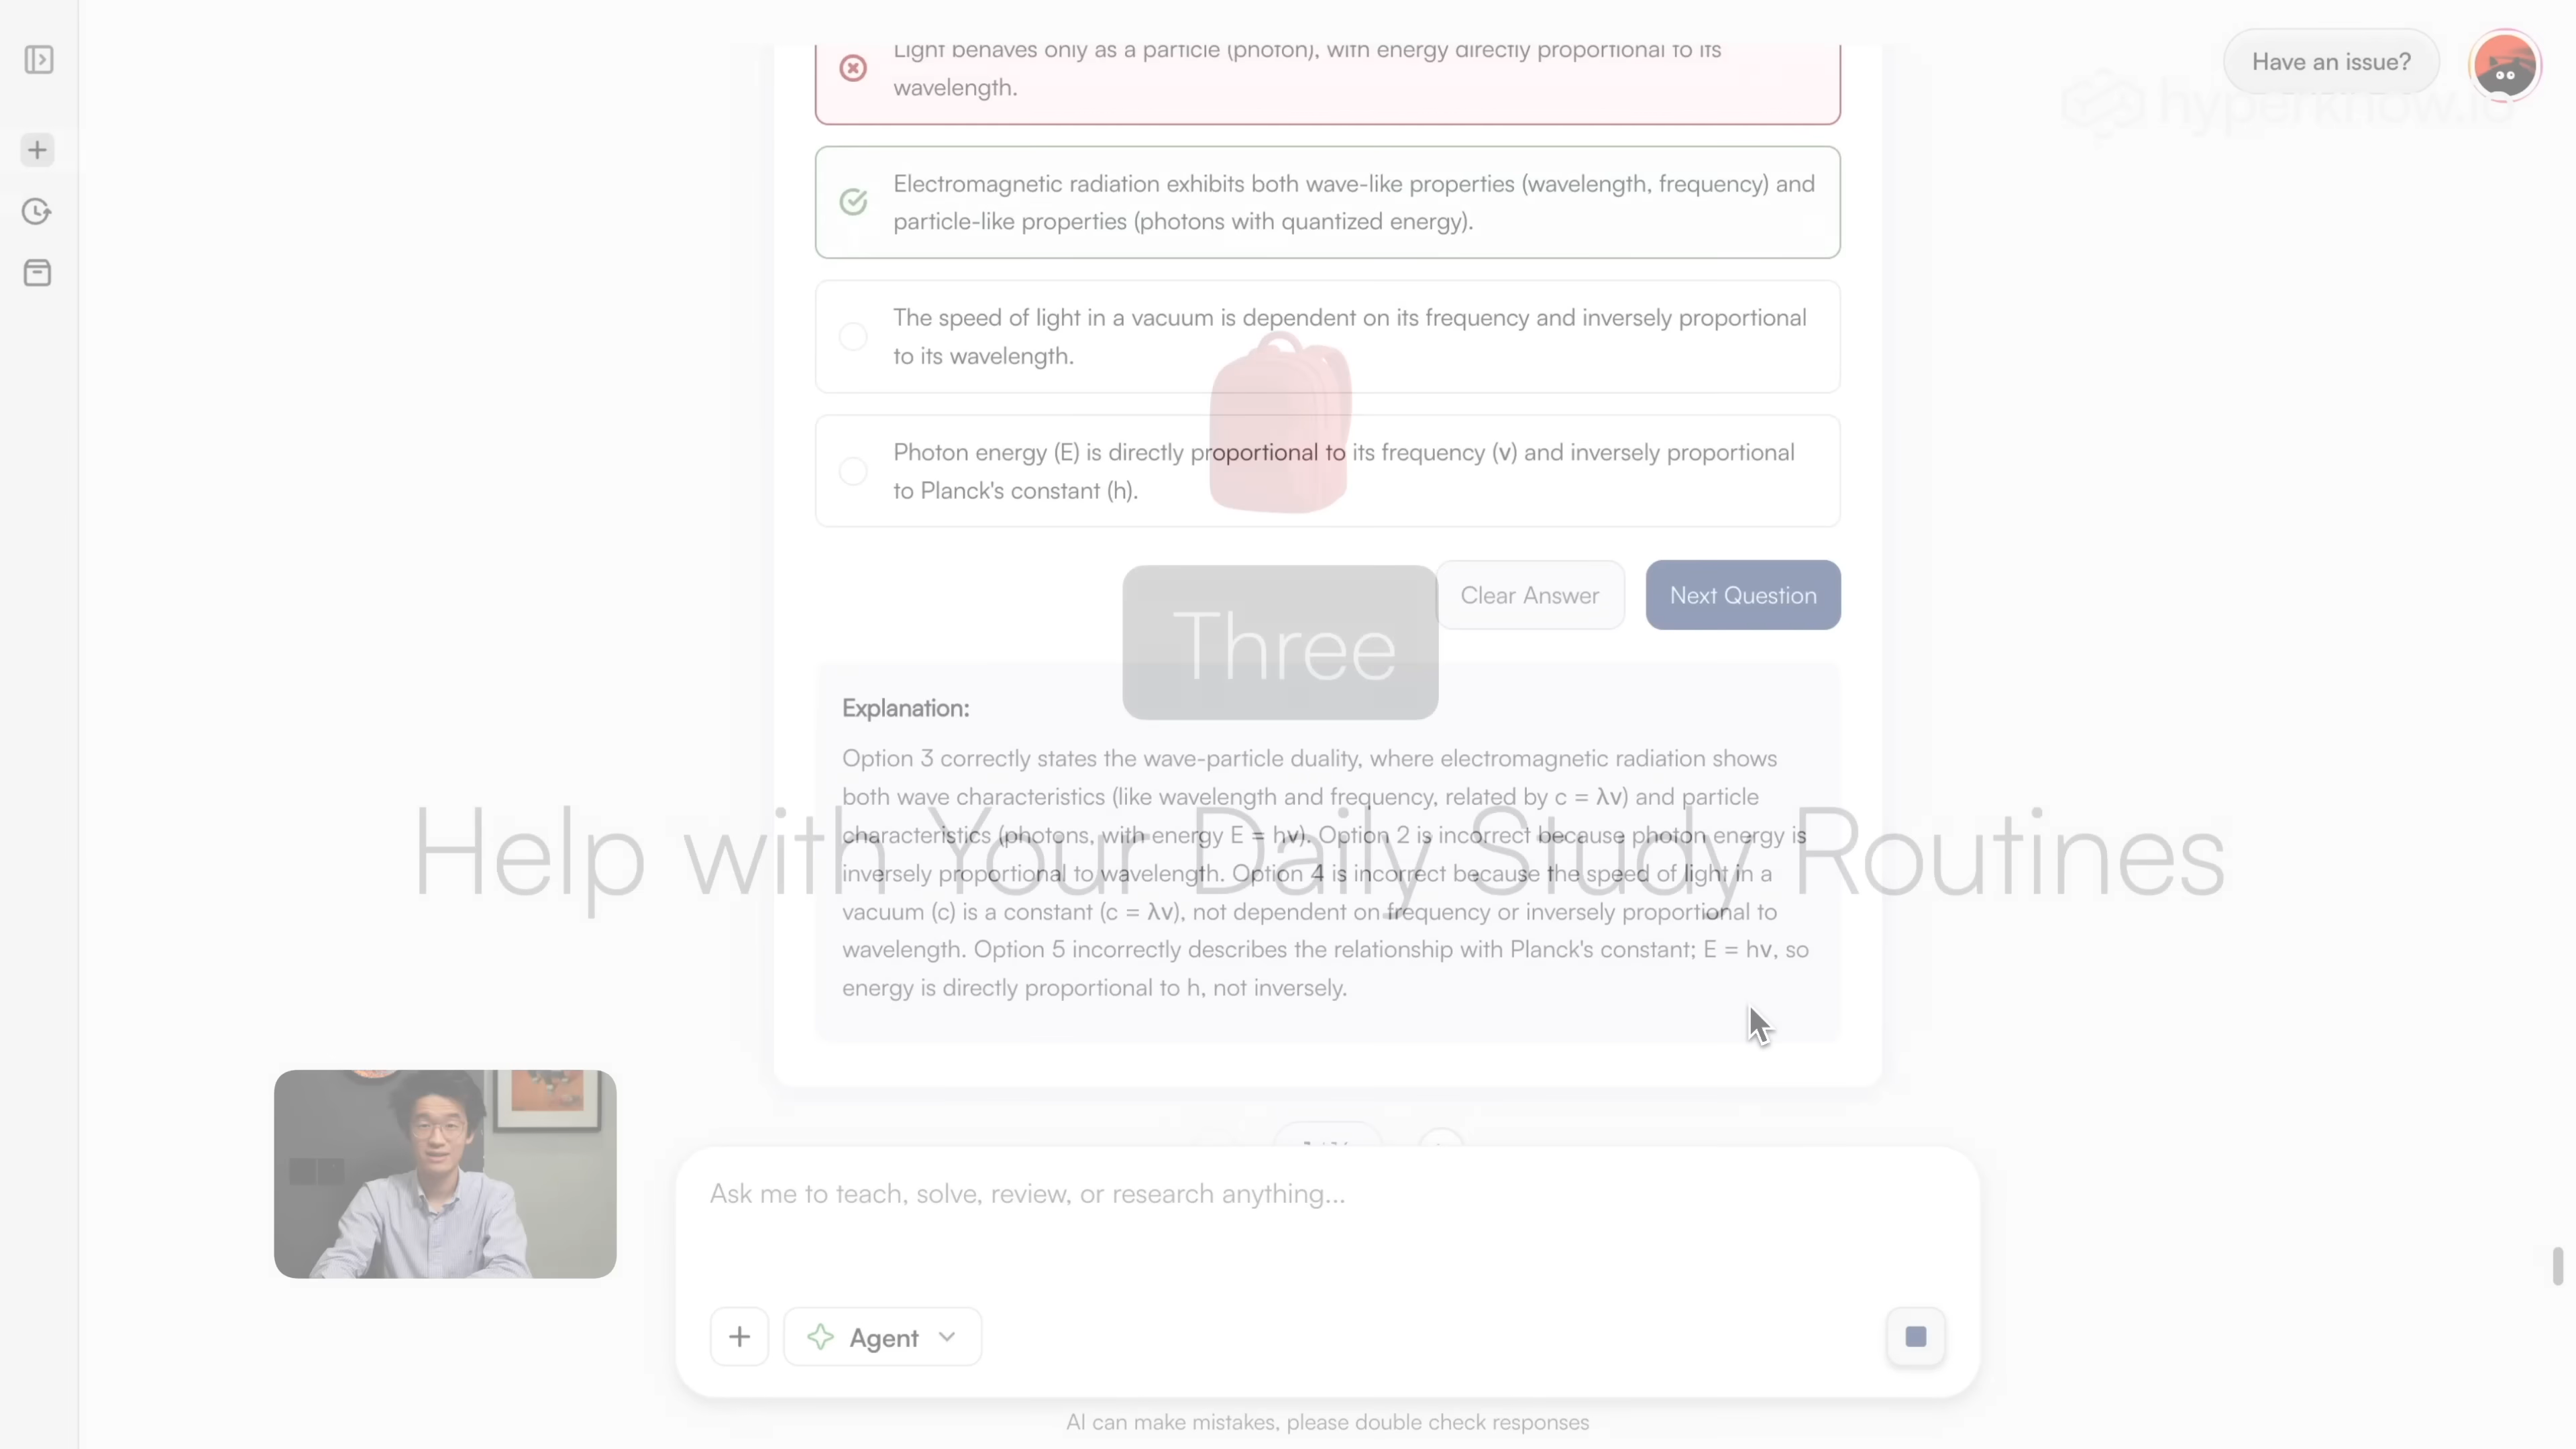 Light behaves only as a particle (photon), with energy directly proportional to its
wavelength.
Have an issue?
hyperknow.io
Electromagnetic radiation exhibits both wave-like properties (wavelength, frequency) and
particle-like properties (photons with quantized energy).
The speed of light in a vacuum is dependent on its frequency and inversely proportional
to its wavelength.
Photon energy (E) is directly proportional to its frequency (ν) and inversely proportional
to Planck's constant (h).
Clear Answer
Next Question
Three
Explanation:
Option 3 correctly states the wave-particle duality, where electromagnetic radiation shows
both wave characteristics (like wavelength and frequency, related by c = λν) and particle
characteristics (photons, with energy E = hν). Option 2 is incorrect because photon energy is
inversely proportional to wavelength. Option 4 is incorrect because the speed of light in a
vacuum (c) is a constant (c = λν), not dependent on frequency or inversely proportional to
wavelength. Option 5 incorrectly describes the relationship with Planck's constant; E = hν, so
energy is directly proportional to h, not inversely.
Help with Your Daily Study Routines
Ask me to teach, solve, review, or research anything...
Agent
AI can make mistakes, please double check responses